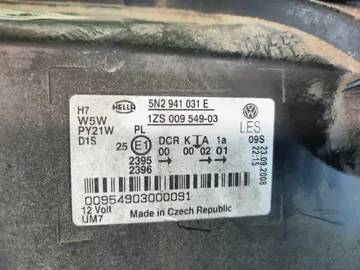 H7
W5W
PY21W
D1S
HELLA
5N2 941 031 E
1ZS 009 549-03
LES
PL
DCR K T A 1a
09S
25 E1 00 00 02 01
2395
2396
23.09.2008
22:15
00954903000091
12 Volt
UM7
Made in Czech Republic